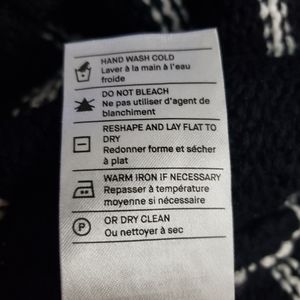 HAND WASH COLD
Laver à la main à l'eau
froide
DO NOT BLEACH
Ne pas utiliser d'agent de
blanchiment
RESHAPE AND LAY FLAT TO
DRY
Redonner forme et sécher
à plat
WARM IRON IF NECESSARY
Repasser à température
moyenne si nécessaire
OR DRY CLEAN
Ou nettoyer à sec
P